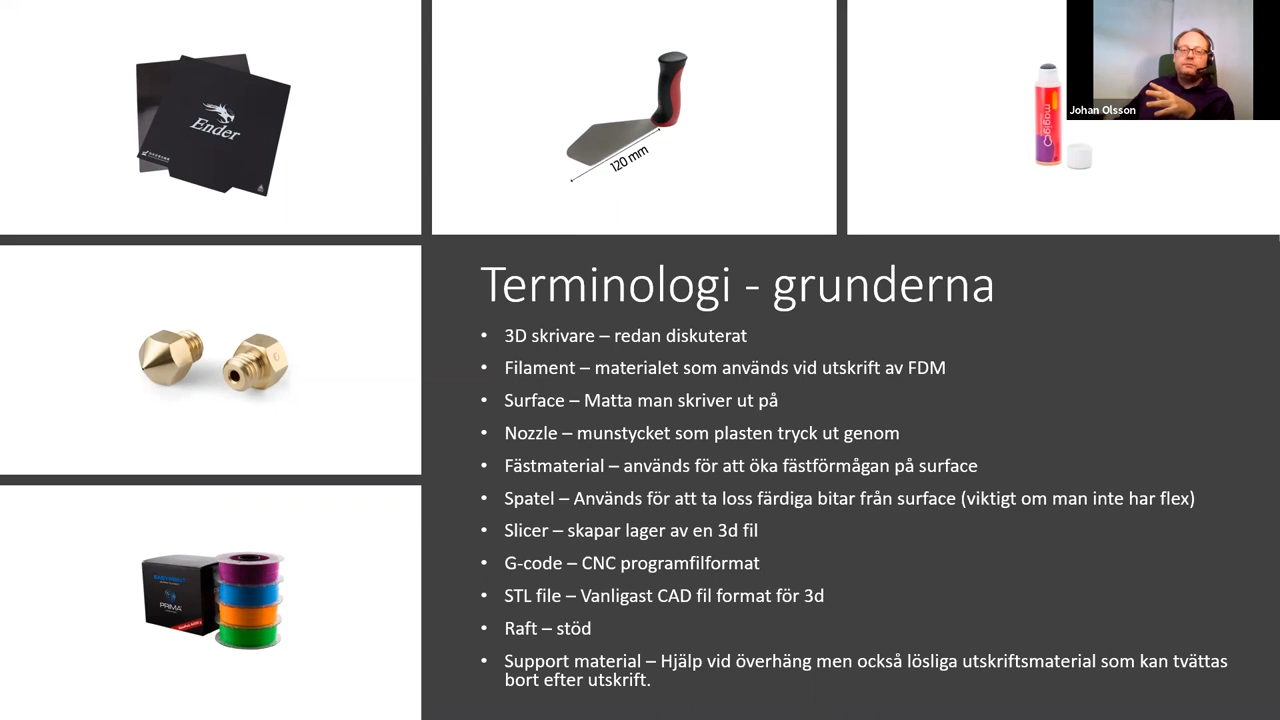 Ender
120 mm
magigoo
Johan Olsson
Terminologi - grunderna
• 3D skrivare – redan diskuterat
• Filament – materialet som används vid utskrift av FDM
• Surface – Matta man skriver ut på
• Nozzle – munstycket som plasten tryck ut genom
• Fästmaterial – används för att öka fästförmågan på surface
• Spatel – Används för att ta loss färdiga bitar från surface (viktigt om man inte har flex)
• Slicer – skapar lager av en 3d fil
• G-code – CNC programfilformat
• STL file – Vanligast CAD fil format för 3d
• Raft – stöd
• Support material – Hjälp vid överhäng men också lösliga utskriftsmaterial som kan tvättas
bort efter utskrift.
PRIMA